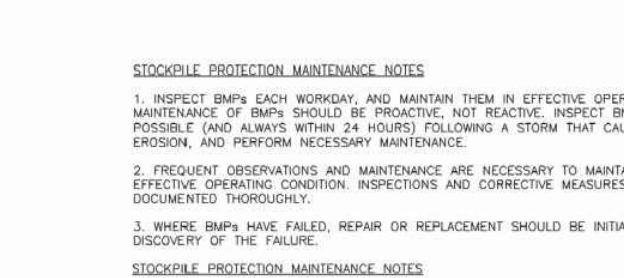 STOCKPILE PROTECTION MAINTENANCE NOTES
1. INSPECT BMPs EACH WORKDAY, AND MAINTAIN THEM IN EFFECTIVE OPER
MAINTENANCE OF BMPs SHOULD BE PROACTIVE, NOT REACTIVE. INSPECT BM
POSSIBLE (AND ALWAYS WITHIN 24 HOURS) FOLLOWING A STORM THAT CAU
EROSION, AND PERFORM NECESSARY MAINTENANCE.
2. FREQUENT OBSERVATIONS AND MAINTENANCE ARE NECESSARY TO MAINTA
EFFECTIVE OPERATING CONDITION. INSPECTIONS AND CORRECTIVE MEASURES
DOCUMENTED THOROUGHLY.
3. WHERE BMPs HAVE FAILED, REPAIR OR REPLACEMENT SHOULD BE INITIA
DISCOVERY OF THE FAILURE.
STOCKPILE PROTECTION MAINTENANCE NOTES